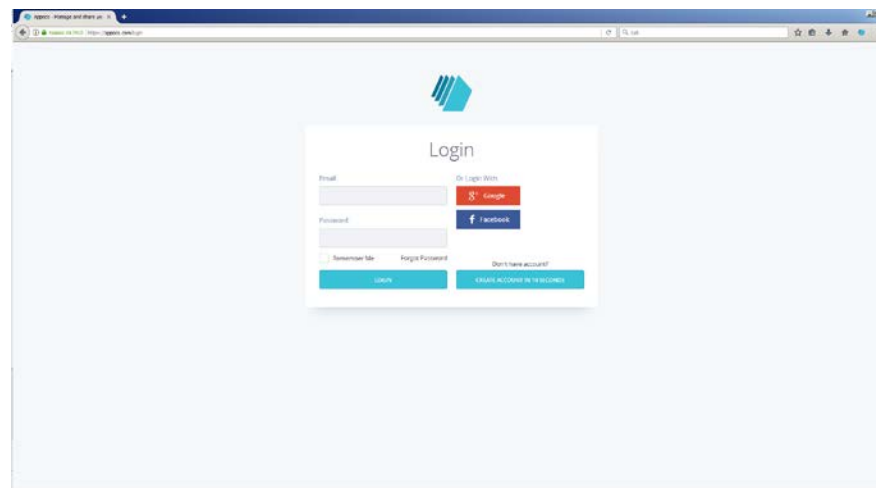 Login
Email
Or Login With
Google
Password
Facebook
Remember Me
Forgot Password
Don't have account?
LOGIN
CREATE ACCOUNT IN 14 SECONDS